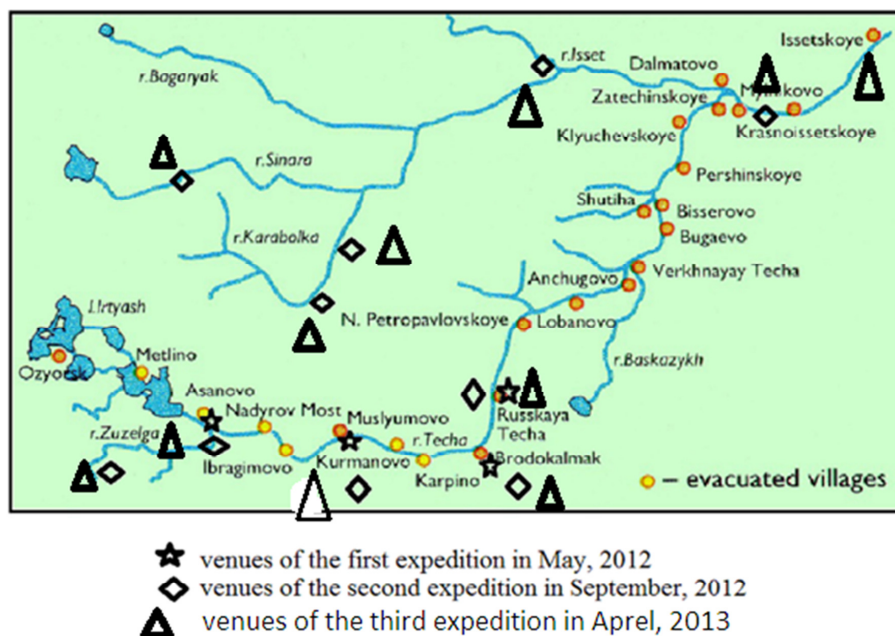 Issetskoye
r.Isset
Dalmatovo
r.Bagaryak
Zatechinskoye
Mylnikovo
Klyuchevskoye
Krasnoissetskoye
r.Sinara
Pershinskoye
Shutiha
Bisserovo
r.Karabolka
Bugaevo
Anchugovo
Verkhnayay Techa
l.Irtyash
N. Petropavlovskoye
Lobanovo
Metlino
r.Baskazykh
Ozyorsk
Asanovo
Nadyrov Most
Muslyumovo
Russkaya
Techa
r.Zuzelga
r.Techa
Ibragimovo
Kurmanovo
Brodokalmak
Karpino
– evacuated villages
venues of the first expedition in May, 2012
venues of the second expedition in September, 2012
venues of the third expedition in Aprel, 2013